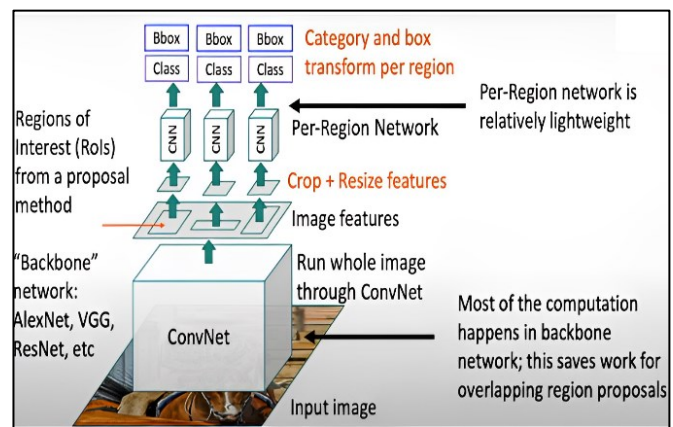 Bbox
Bbox
Bbox
Class
Class
Class
Category and box
transform per region
CNN
CNN
CNN
Per-Region Network
Per-Region network is
relatively lightweight
Regions of
Interest (RoIs)
from a proposal
method
Crop + Resize features
Image features
"Backbone"
network:
AlexNet, VGG,
ResNet, etc
Run whole image
through ConvNet
ConvNet
Most of the computation
happens in backbone
network; this saves work for
overlapping region proposals
Input image